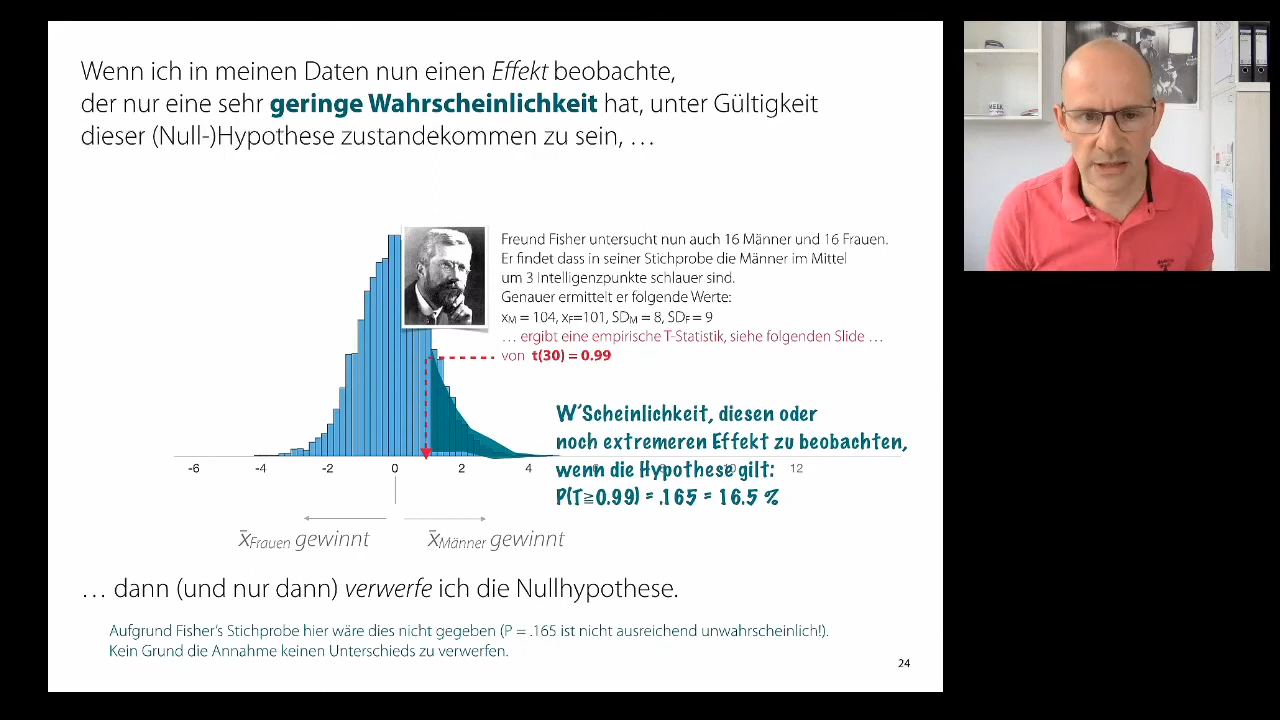 Wenn ich in meinen Daten nun einen Effekt beobachte,
der nur eine sehr geringe Wahrscheinlichkeit hat, unter Gültigkeit
dieser (Null-)Hypothese zustandekommen zu sein, …
Freund Fisher untersucht nun auch 16 Männer und 16 Frauen.
Er findet dass in seiner Stichprobe die Männer im Mittel
um 3 Intelligenzpunkte schlauer sind.
Genauer ermittelt er folgende Werte:
xM = 104, xF=101, SDM = 8, SDF = 9
… ergibt eine empirische T-Statistik, siehe folgenden Slide …
von t(30) = 0.99
W'Scheinlichkeit, diesen oder
noch extremeren Effekt zu beobachten,
wenn die Hypothese gilt:
P(T≧0.99) = .165 = 16.5 %
-6 -4 -2 0 2 4 6 8 10 12
x̄Frauen gewinnt x̄Männer gewinnt
… dann (und nur dann) verwerfe ich die Nullhypothese.
Aufgrund Fisher's Stichprobe hier wäre dies nicht gegeben (P = .165 ist nicht ausreichend unwahrscheinlich!).
Kein Grund die Annahme keinen Unterschieds zu verwerfen.
24